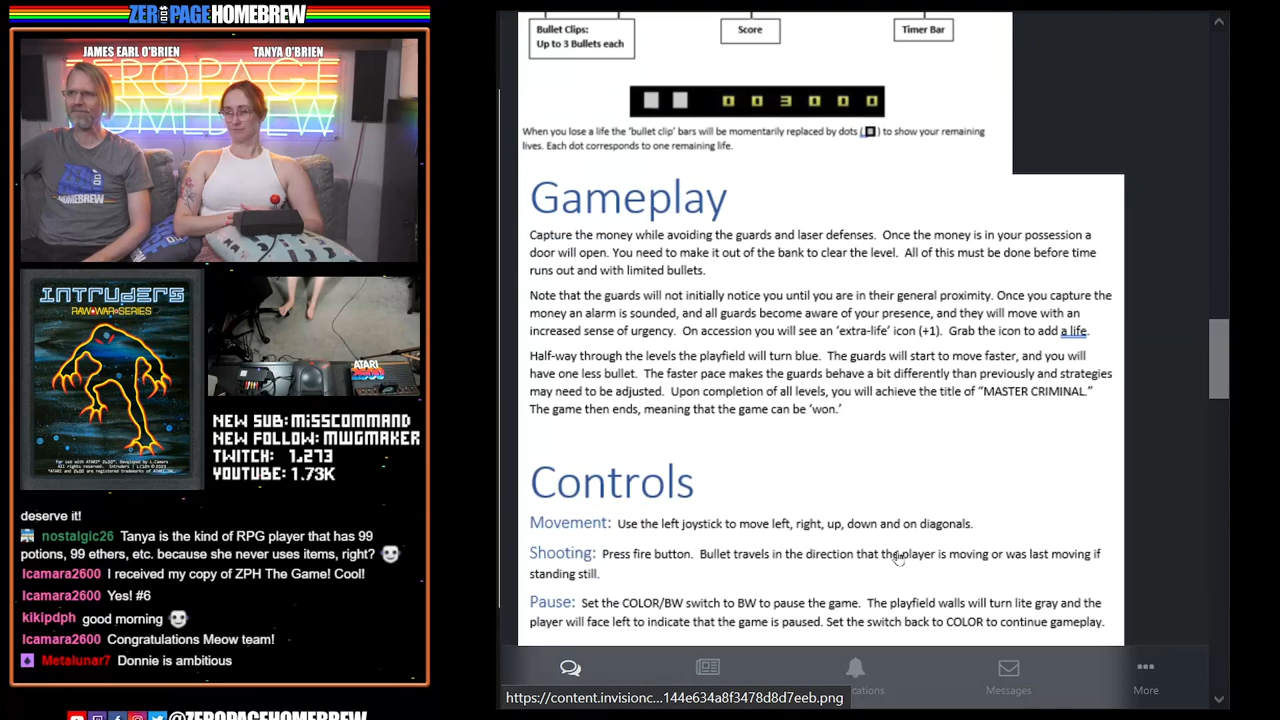 ZEROPAGE HOMEBREW
JAMES EARL O'BRIEN
TANYA O'BRIEN
ZEROPAGE
HOMEBREW
HOMEBREW
INTRUDERS
RAW WAR SERIES
ATARI
NEW SUB: MISSCOMMAND
NEW FOLLOW: MWGMAKER
TWITCH: 1,273
YOUTUBE: 1.73K
deserve it!
nostalgic26 Tanya is the kind of RPG player that has 99
potions, 99 ethers, etc. because she never uses items, right?
lcamara2600 I received my copy of ZPH The Game! Cool!
lcamara2600 Yes! #6
kikipdph good morning
lcamara2600 Congratulations Meow team!
Metalunar7 Donnie is ambitious
@ZEROPAGEHOMEBREW
Bullet Clips:
Up to 3 Bullets each
Score
Timer Bar
003000
When you lose a life the 'bullet clip' bars will be momentarily replaced by dots ( ) to show your remaining
lives. Each dot corresponds to one remaining life.
Gameplay
Capture the money while avoiding the guards and laser defenses. Once the money is in your possession a
door will open. You need to make it out of the bank to clear the level. All of this must be done before time
runs out and with limited bullets.
Note that the guards will not initially notice you until you are in their general proximity. Once you capture the
money an alarm is sounded, and all guards become aware of your presence, and they will move with an
increased sense of urgency. On accession you will see an 'extra-life' icon (+1). Grab the icon to add a life.
Half-way through the levels the playfield will turn blue. The guards will start to move faster, and you will
have one less bullet. The faster pace makes the guards behave a bit differently than previously and strategies
may need to be adjusted. Upon completion of all levels, you will achieve the title of "MASTER CRIMINAL."
The game then ends, meaning that the game can be 'won.'
Controls
Movement: Use the left joystick to move left, right, up, down and on diagonals.
Shooting: Press fire button. Bullet travels in the direction that the player is moving or was last moving if
standing still.
Pause: Set the COLOR/BW switch to BW to pause the game. The playfield walls will turn lite gray and the
player will face left to indicate that the game is paused. Set the switch back to COLOR to continue gameplay.
cations
Messages
More
https://content.invisionc...144e634a8f3478d8d7eeb.png